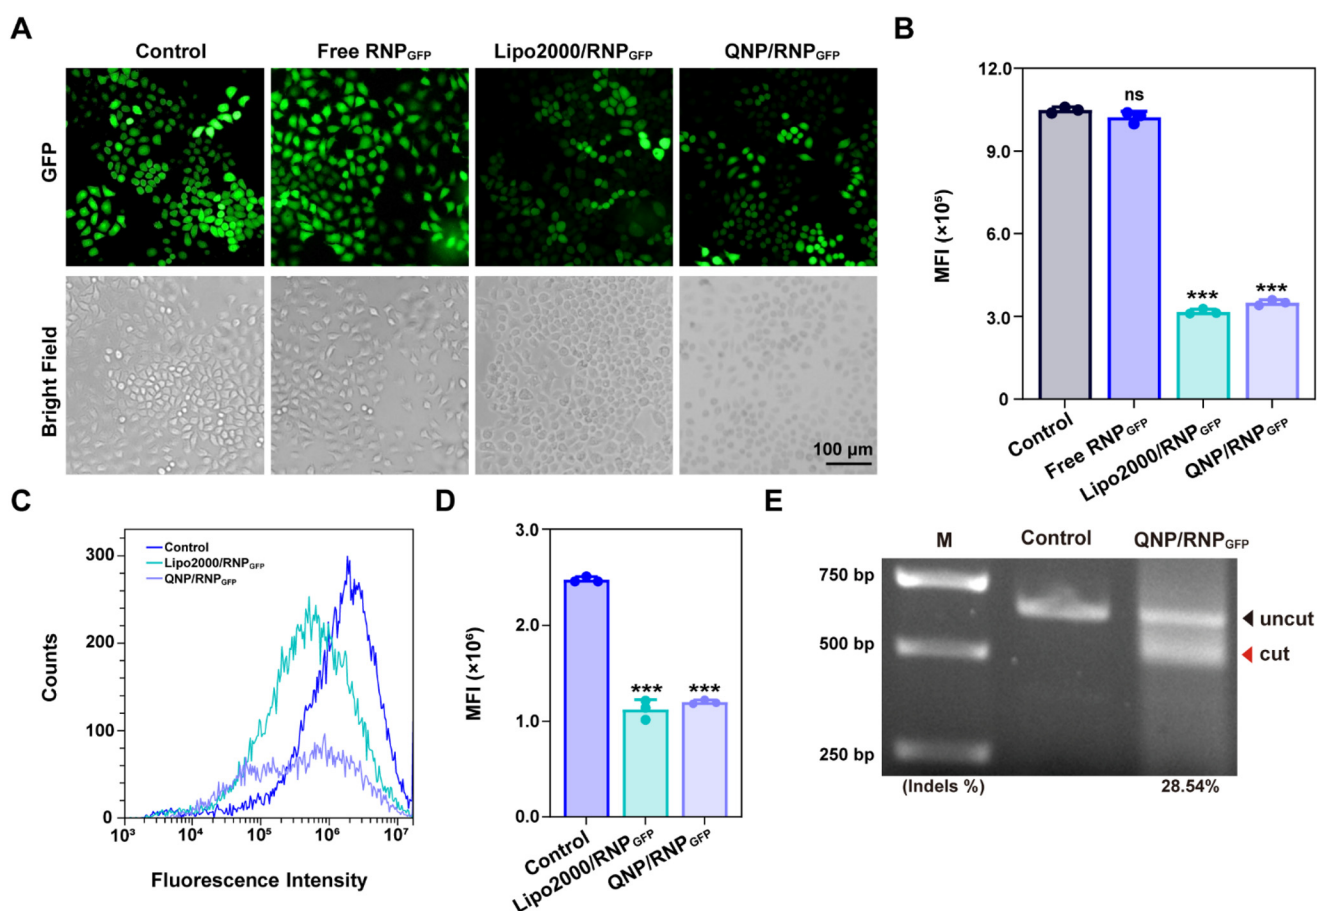 A
Control
Free RNPGFP
Lipo2000/RNPGFP
QNP/RNPGFP
GFP
Bright Field
100 μm
B
MFI (×10⁵)
12.0
9.0
6.0
3.0
0
ns
***
***
Control
Free RNPGFP
Lipo2000/RNPGFP
QNP/RNPGFP
C
Counts
300
200
100
0
Control
Lipo2000/RNPGFP
QNP/RNPGFP
10³
10⁴
10⁵
10⁶
10⁷
Fluorescence Intensity
D
MFI (×10⁶)
3.0
2.0
1.0
0.0
***
***
Control
Lipo2000/RNPGFP
QNP/RNPGFP
E
M
Control
QNP/RNPGFP
750 bp
500 bp
250 bp
uncut
cut
(Indels %)
28.54%